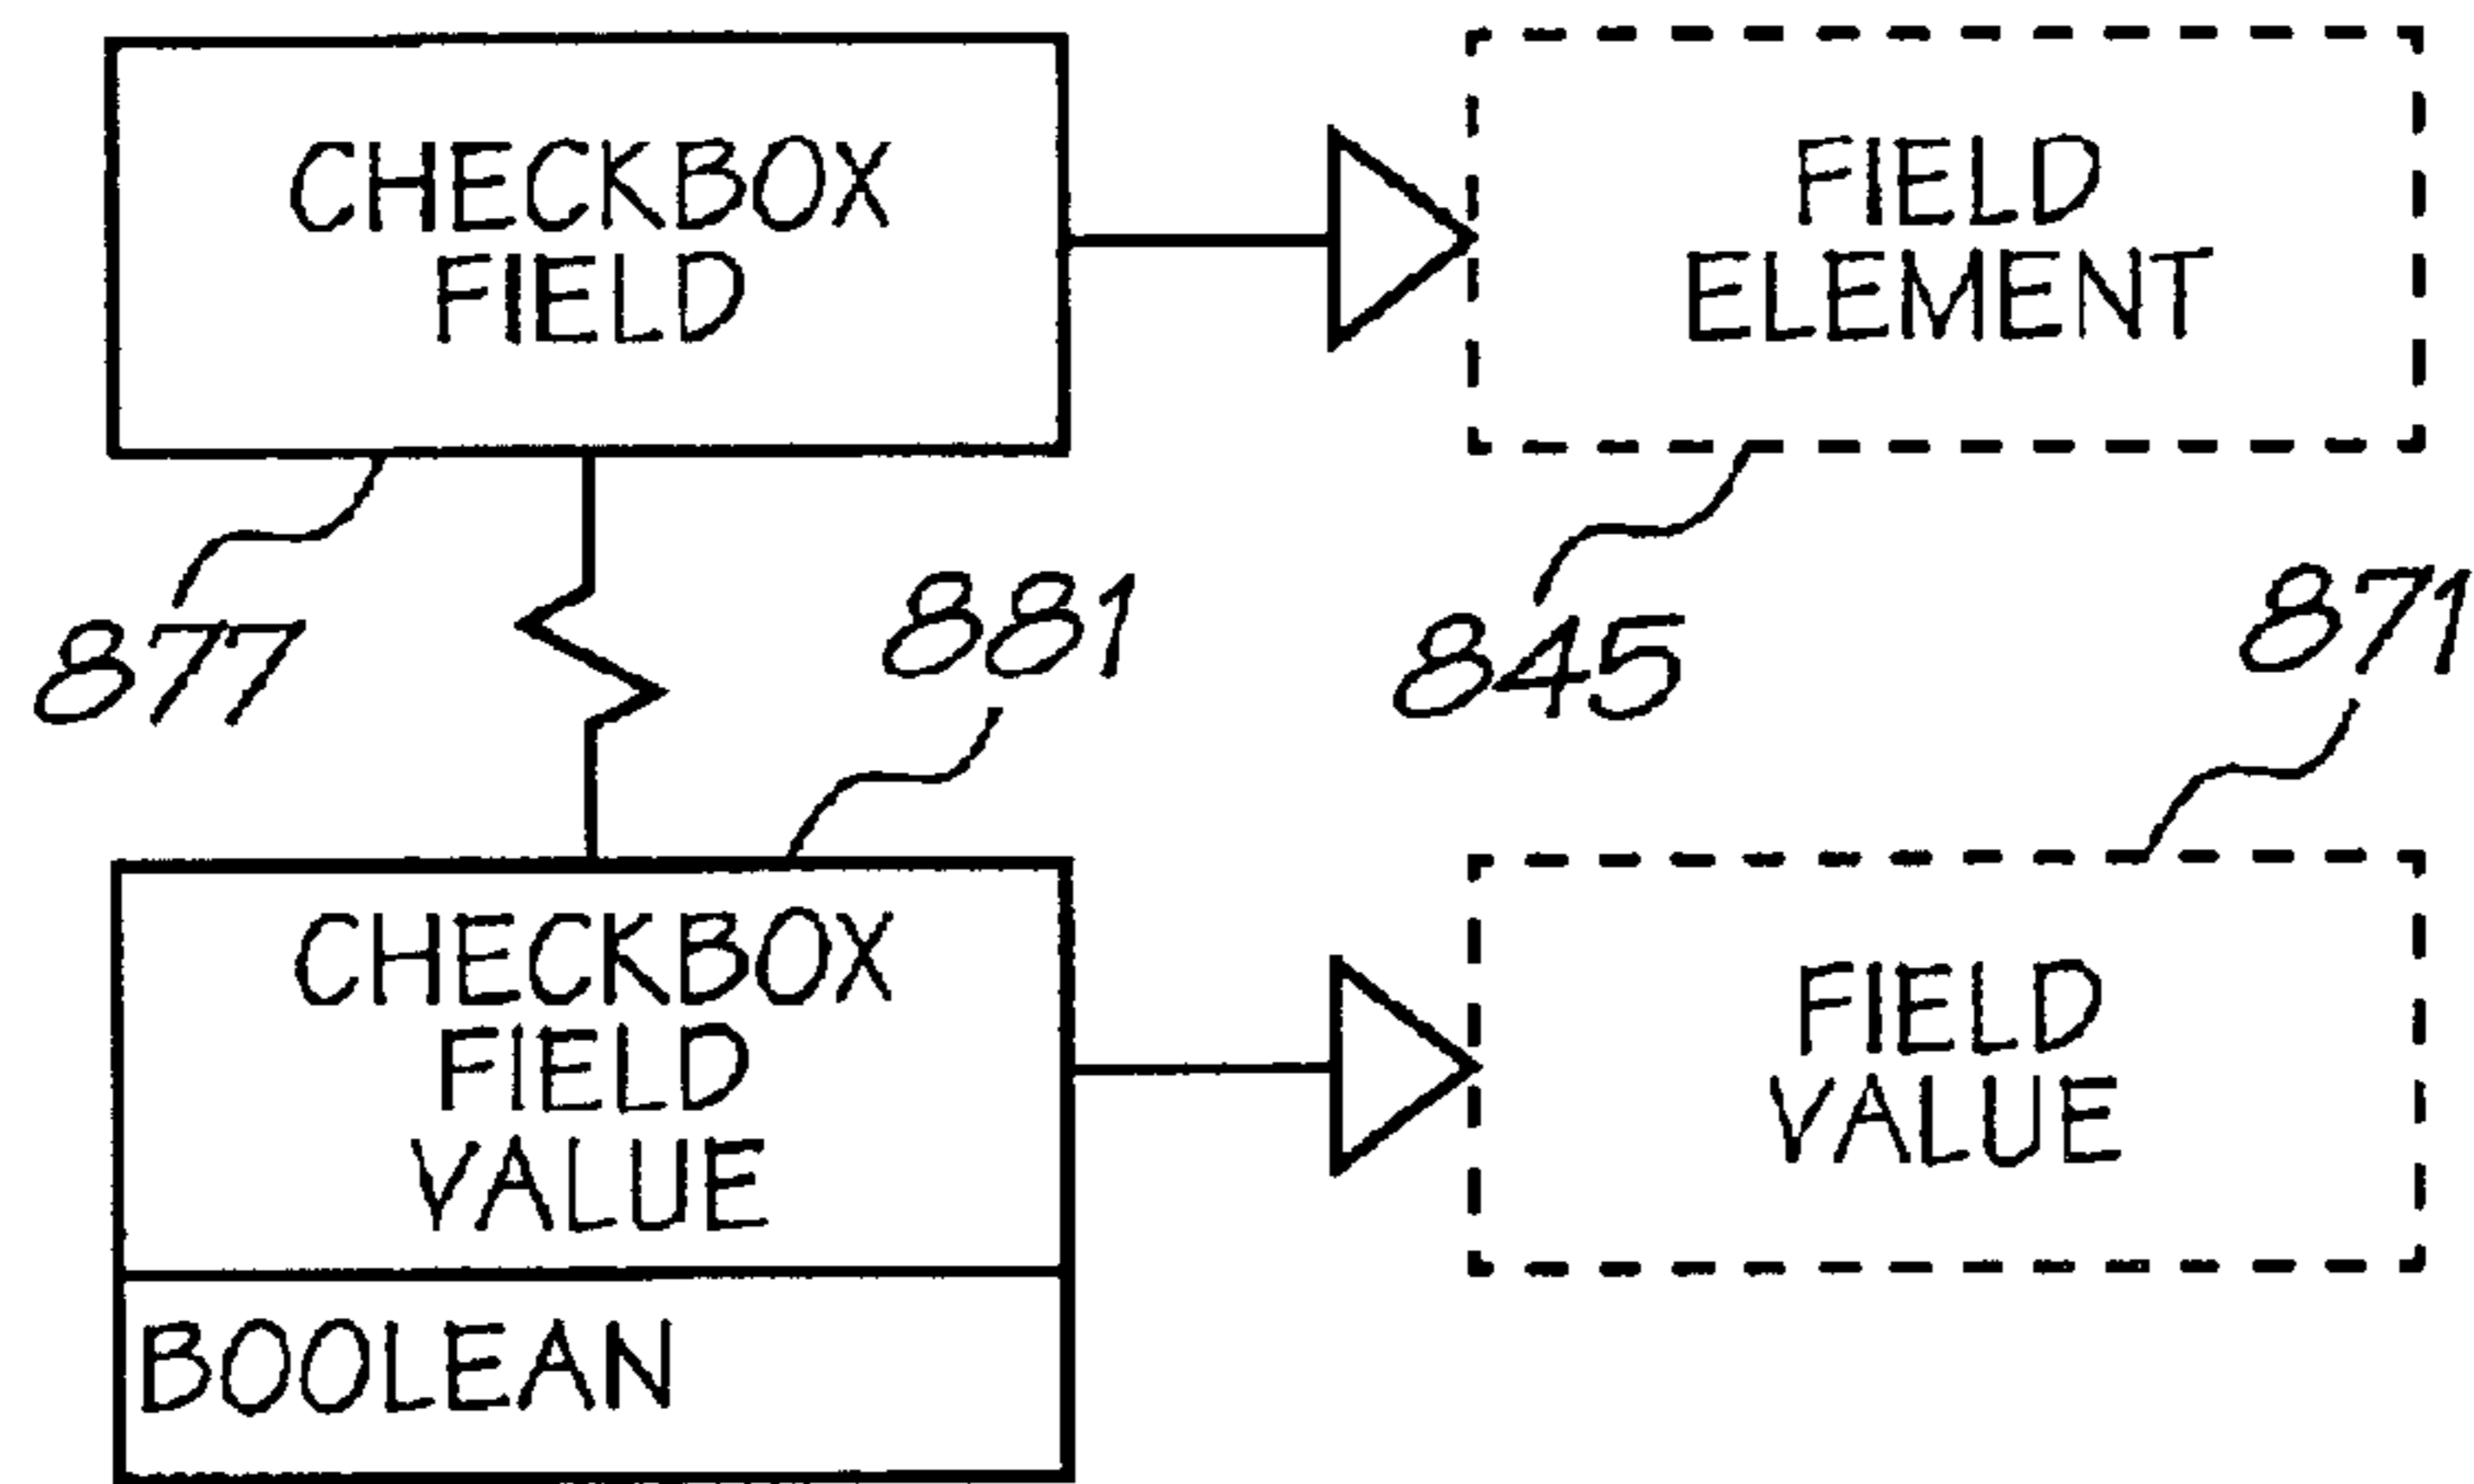 CHECKBOX
FIELD
FIELD
ELEMENT
877
881
845
871
CHECKBOX
FIELD
VALUE
BOOLEAN
FIELD
VALUE